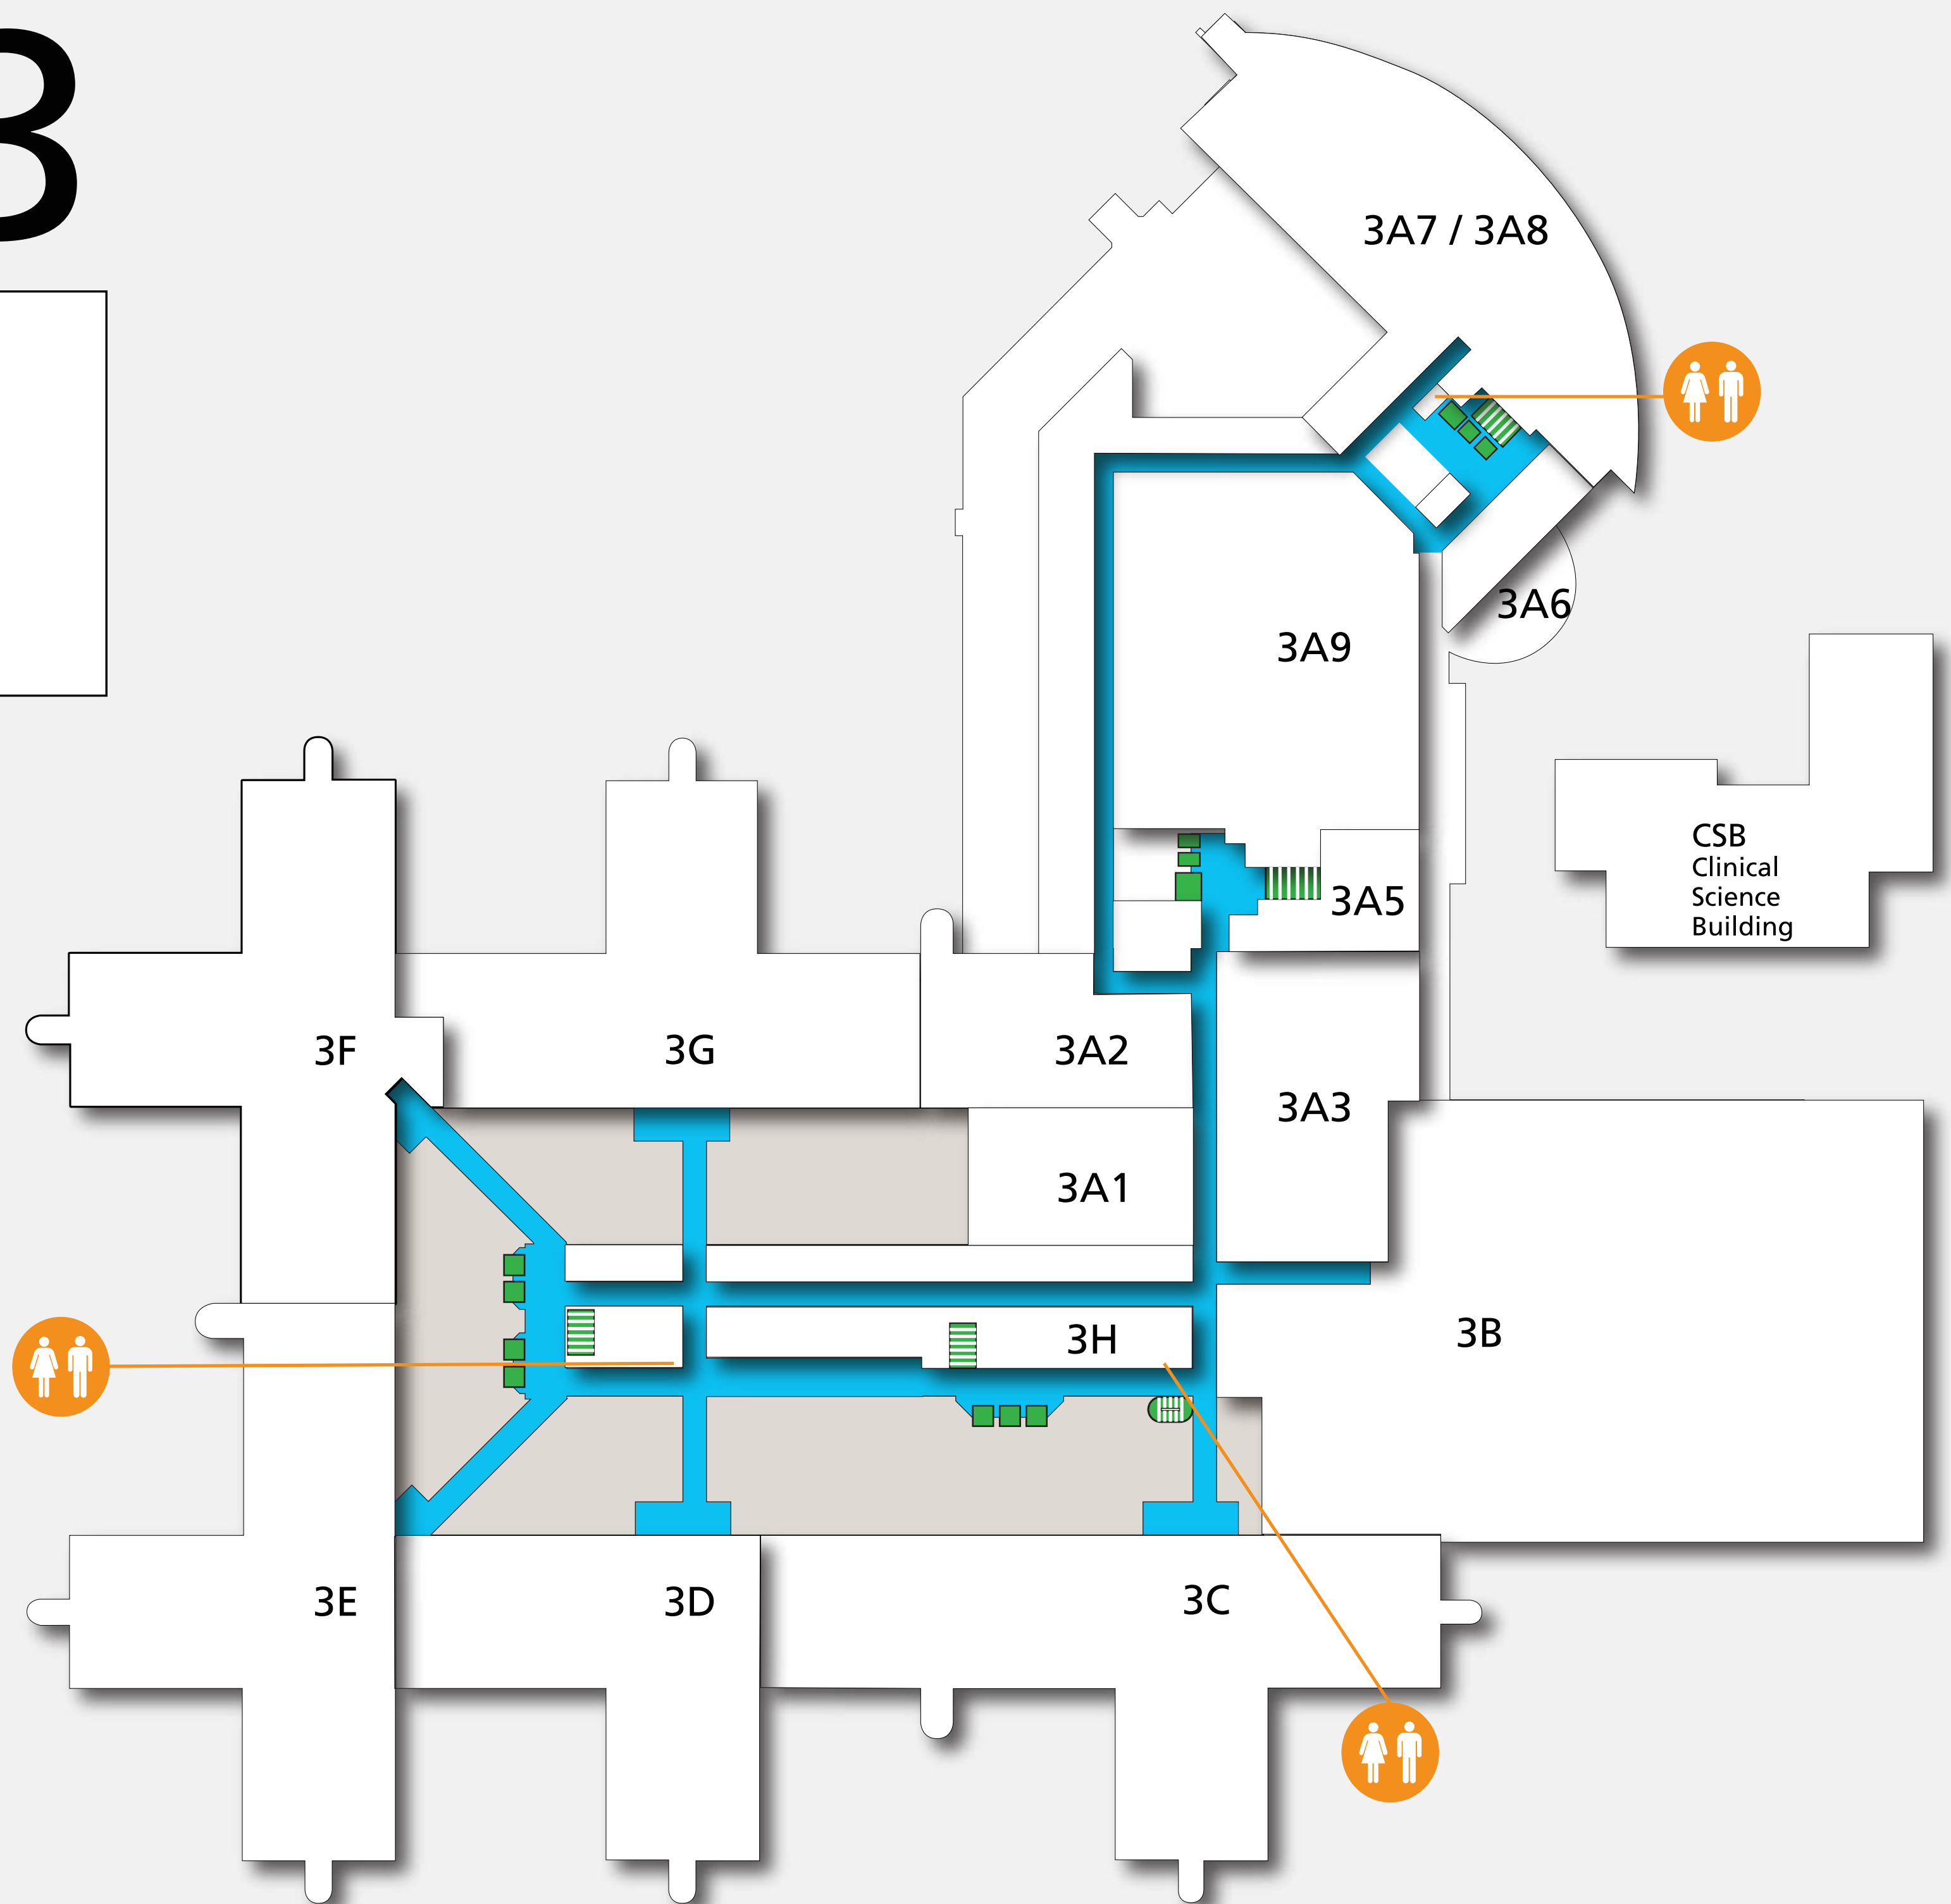 3
3A7 / 3A8
3A6
3A9
CSB
Clinical
Science
Building
3A5
3F
3G
3A2
3A3
3A1
3H
3B
3E
3D
3C